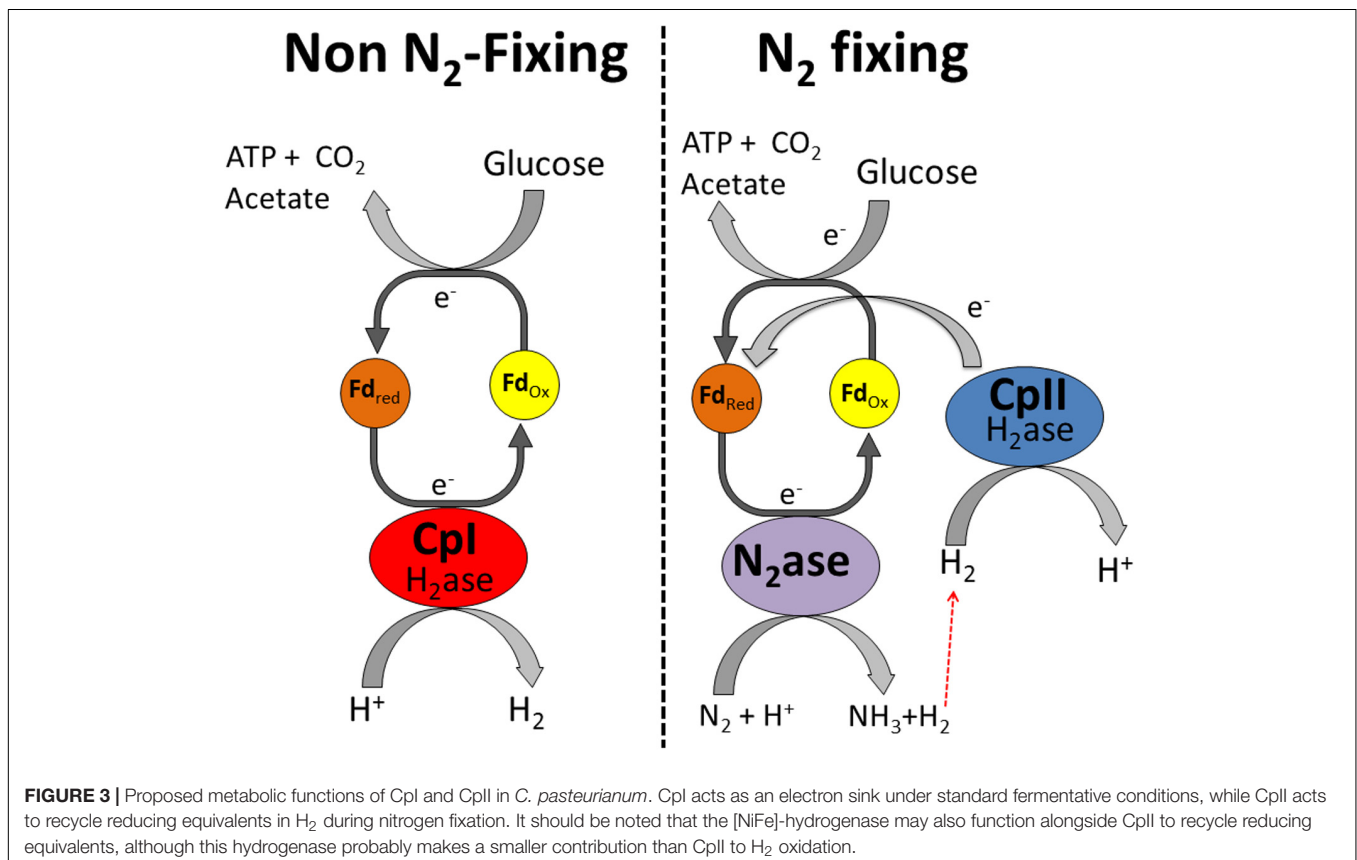 Non N₂-Fixing
ATP + CO₂
Acetate
Glucose
e⁻
Fd_red
Fd_Ox
e⁻
CpI
H₂ase
H⁺
H₂
N₂ fixing
ATP + CO₂
Acetate
Glucose
e⁻
e⁻
Fd_Red
Fd_Ox
CpII
H₂ase
e⁻
N₂ase
H₂
H⁺
N₂ + H⁺
NH₃+H₂
FIGURE 3 | Proposed metabolic functions of CpI and CpII in C. pasteurianum. CpI acts as an electron sink under standard fermentative conditions, while CpII acts
to recycle reducing equivalents in H₂ during nitrogen fixation. It should be noted that the [NiFe]-hydrogenase may also function alongside CpII to recycle reducing
equivalents, although this hydrogenase probably makes a smaller contribution than CpII to H₂ oxidation.